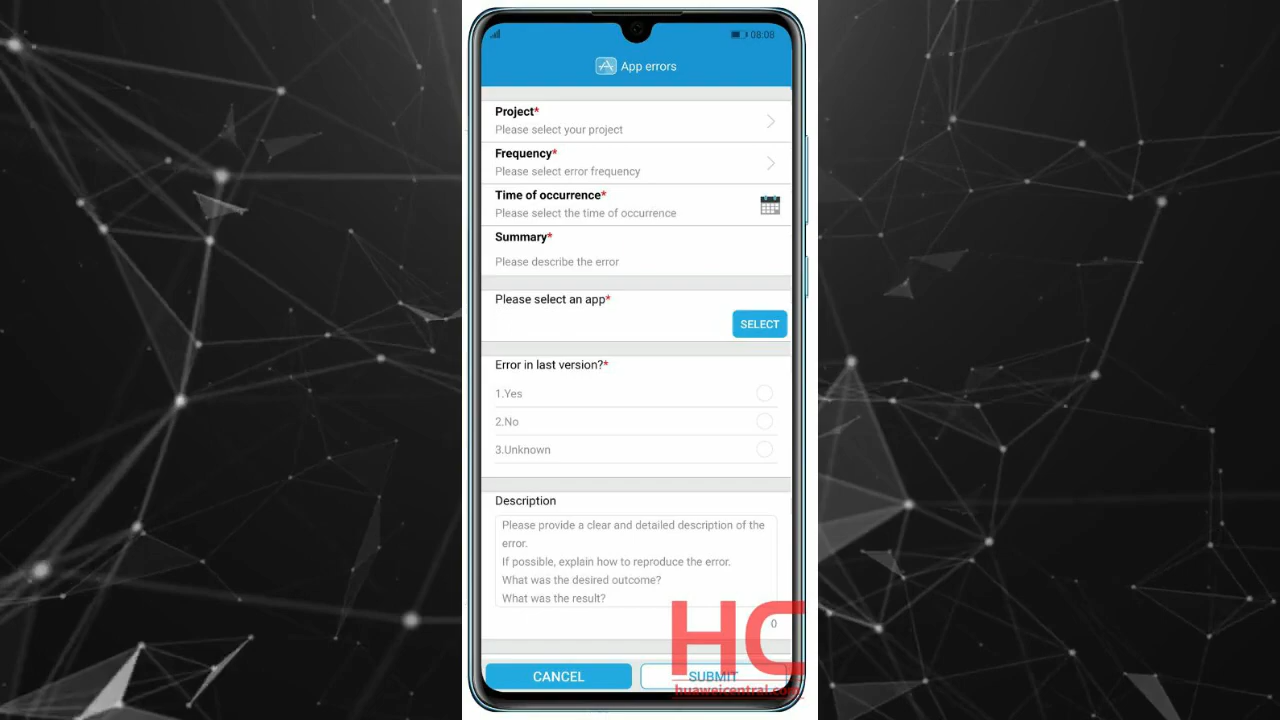 08:08
App errors
Project*
Please select your project
Frequency*
Please select error frequency
Time of occurrence*
Please select the time of occurrence
Summary*
Please describe the error
Please select an app*
SELECT
Error in last version?*
1.Yes
2.No
3.Unknown
Description
Please provide a clear and detailed description of the
error.
If possible, explain how to reproduce the error.
What was the desired outcome?
What was the result?
0
HC
CANCEL
SUBMIT
huaweicentral.com